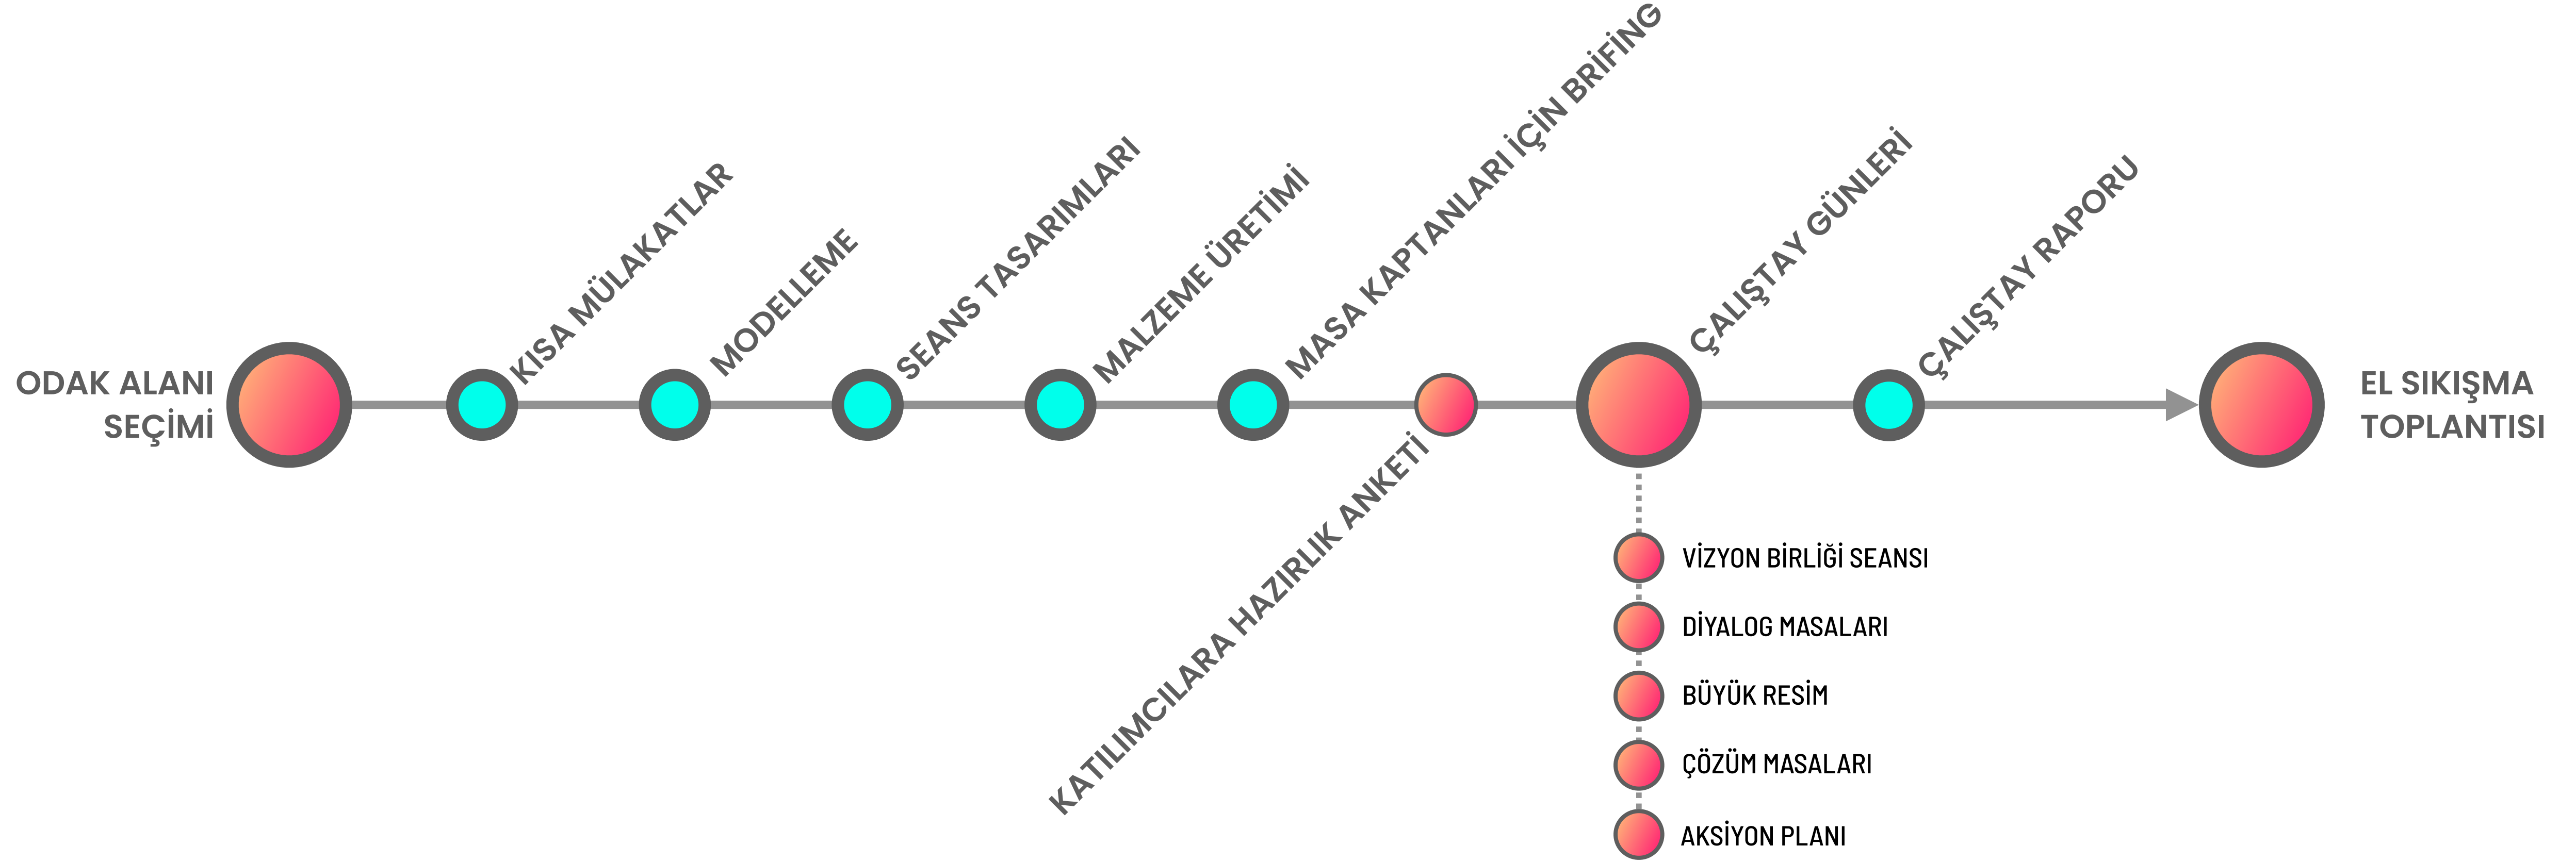 ODAK ALANI
SEÇİMİ
KISA MÜLAKATLAR
MODELLEME
SEANS TASARIMLARI
MALZEME ÜRETİMİ
MASA KAPTANLARI İÇİN BRİFİNG
KATILIMCILARA HAZIRLIK ANKETİ
ÇALIŞTAY GÜNLERİ
VİZYON BİRLİĞİ SEANSI
DİYALOG MASALARI
BÜYÜK RESİM
ÇÖZÜM MASALARI
AKSİYON PLANI
ÇALIŞTAY RAPORU
EL SIKIŞMA
TOPLANTISI